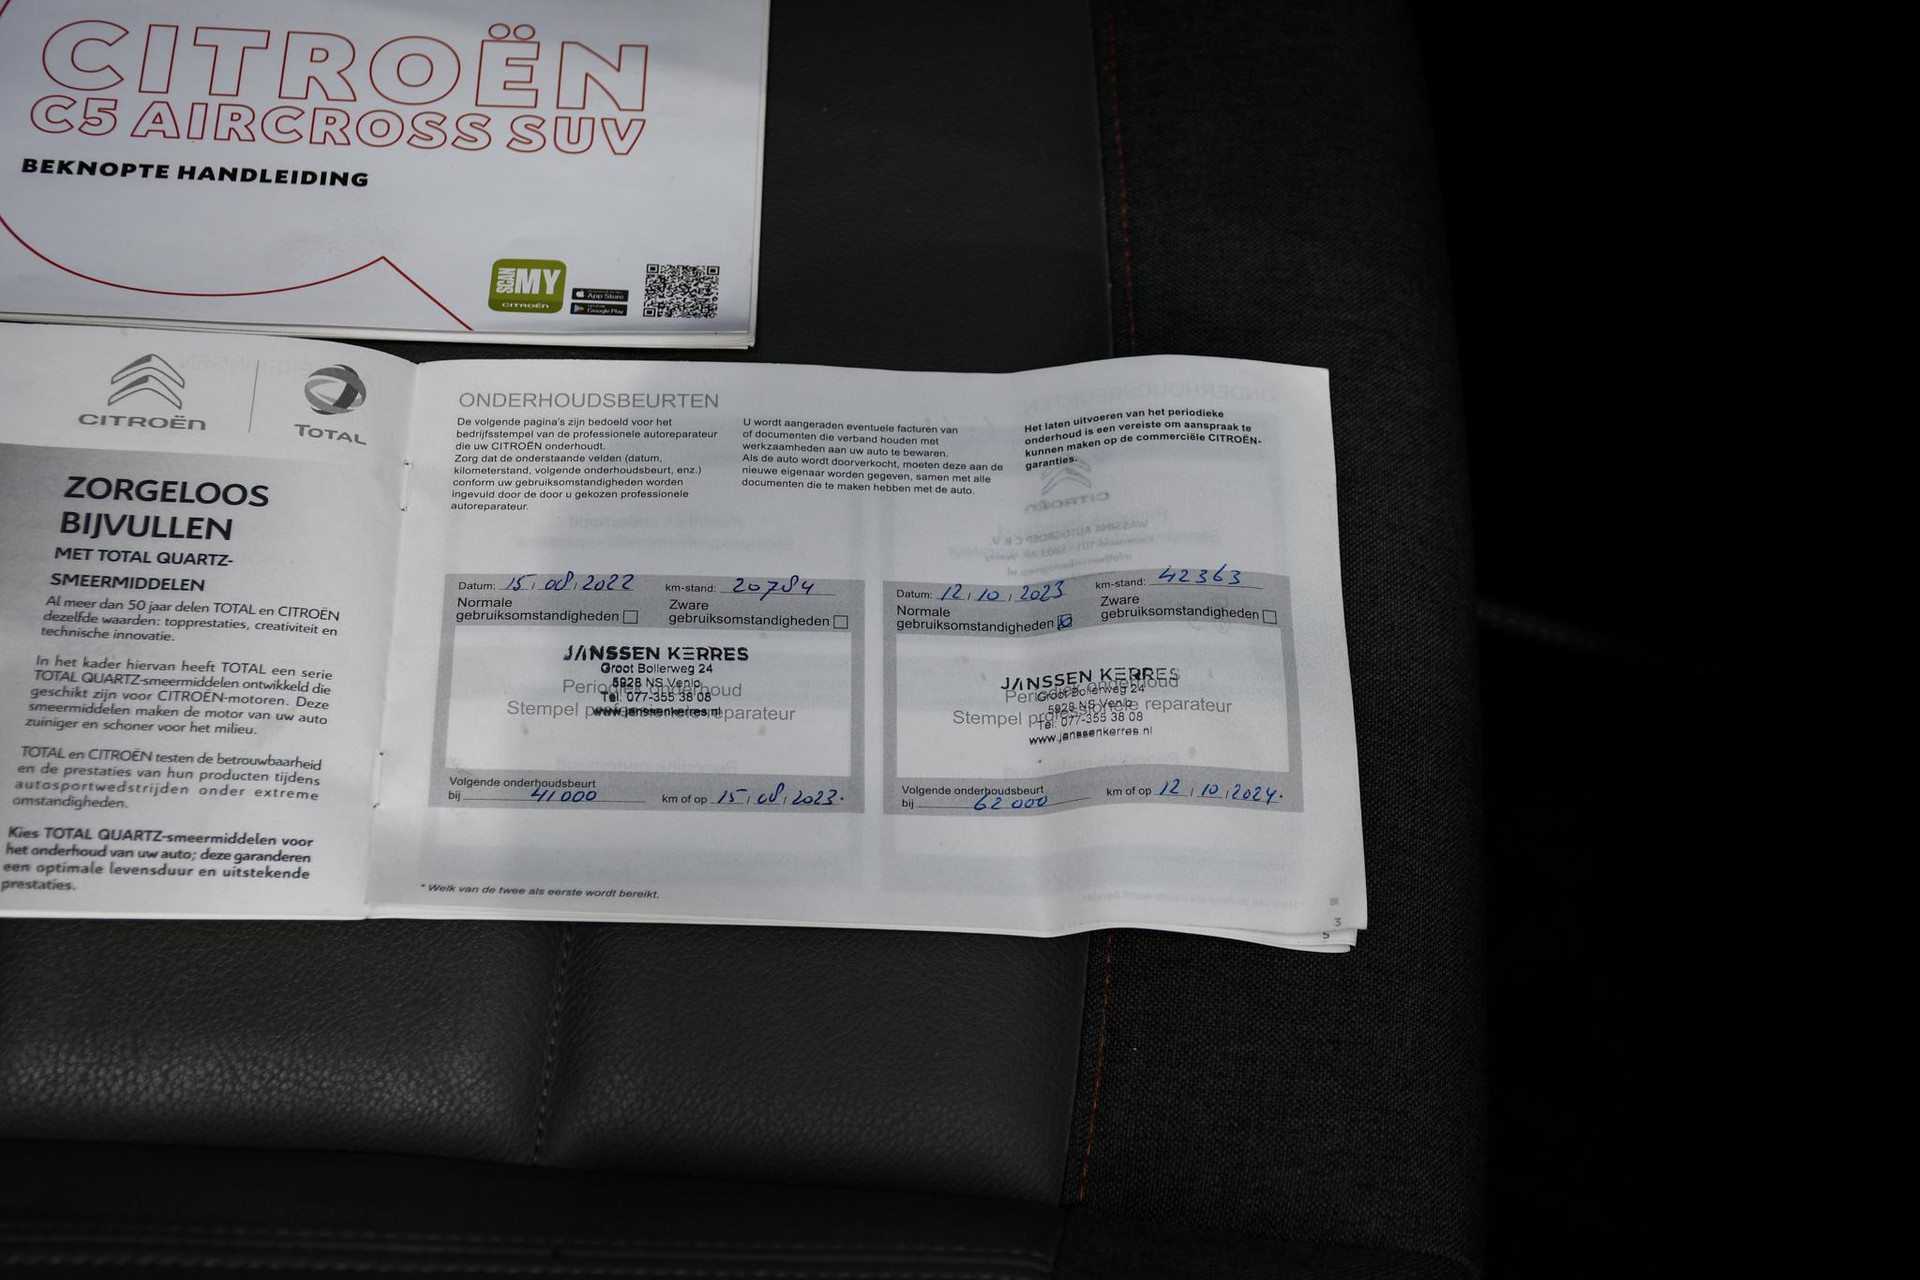 CITROËN
C5 AIRCROSS SUV
BEKNOPTE HANDLEIDING
SCAN MY
CITROËN
App Store
Google Play
CITROËN
TOTAL
ZORGELOOS
BIJVULLEN
MET TOTAL QUARTZ-
SMEERMIDDELEN
Al meer dan 50 jaar delen TOTAL en CITROËN
dezelfde waarden: topprestaties, creativiteit en
technische innovatie.
In het kader hiervan heeft TOTAL een serie
TOTAL QUARTZ-smeermiddelen ontwikkeld die
geschikt zijn voor CITROËN-motoren. Deze
smeermiddelen maken de motor van uw auto
zuiniger en schoner voor het milieu.
TOTAL en CITROËN testen de betrouwbaarheid
en de prestaties van hun producten tijdens
autosportwedstrijden onder extreme
omstandigheden.
Kies TOTAL QUARTZ-smeermiddelen voor
het onderhoud van uw auto; deze garanderen
een optimale levensduur en uitstekende
prestaties.
ONDERHOUDSBEURTEN
De volgende pagina's zijn bedoeld voor het
bedrijfsstempel van de professionele autoreparateur
die uw CITROËN onderhoudt.
Zorg dat de onderstaande velden (datum,
kilometerstand, volgende onderhoudsbeurt, enz.)
conform uw gebruiksomstandigheden worden
ingevuld door de door u gekozen professionele
autoreparateur.
U wordt aangeraden eventuele facturen van
of documenten die verband houden met
werkzaamheden aan uw auto te bewaren.
Als de auto wordt doorverkocht, moeten deze aan de
nieuwe eigenaar worden gegeven, samen met alle
documenten die te maken hebben met de auto.
Het laten uitvoeren van het periodieke
onderhoud is een vereiste om aanspraak te
kunnen maken op de commerciële CITROËN-
garanties.
Datum: 15, 08, 2022 km-stand: 20784
Normale
gebruiksomstandigheden
Zware
gebruiksomstandigheden
JANSSEN KERRES
Groot Bollerweg 24
5928 NS Venlo
Periodiek onderhoud
Tel. 077-355 38 08
Stempel professionele reparateur
www.janssenkerres.nl
Volgende onderhoudsbeurt
bij 41000 km of op 15, 08, 2023.
Datum: 12, 10, 2023 km-stand: 42363
Normale
gebruiksomstandigheden
Zware
gebruiksomstandigheden
JANSSEN KERRES
Periodiek onderhoud
Groot Bollerweg 24
5928 NS Venlo
Stempel professionele reparateur
Tel. 077-355 38 08
www.janssenkerres.nl
Volgende onderhoudsbeurt
bij 62000 km of op 12, 10, 2024.
* Welk van de twee als eerste wordt bereikt.
3
5